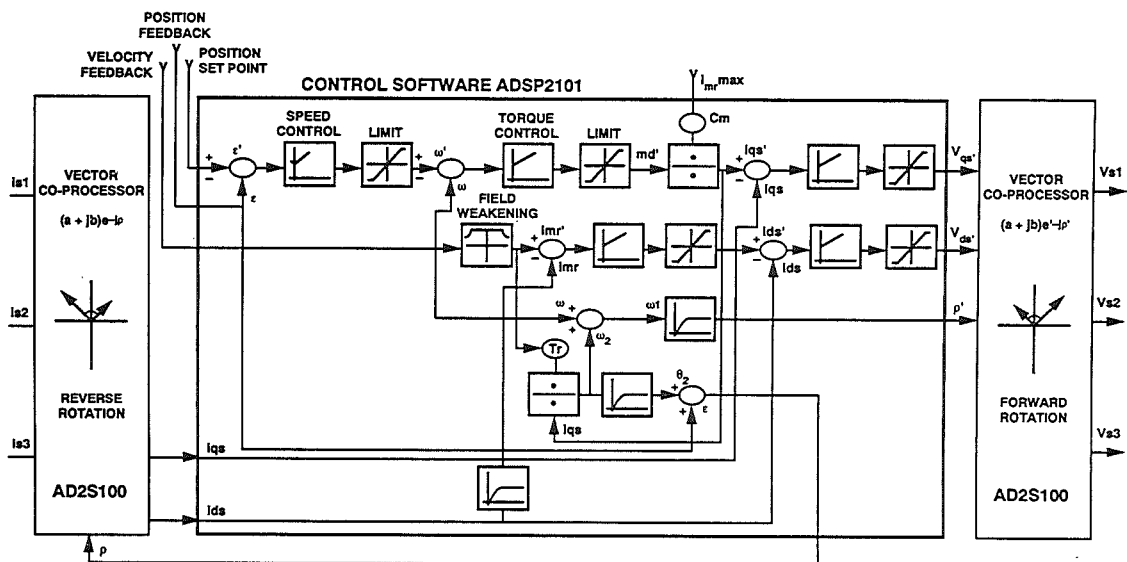 POSITION
FEEDBACK
VELOCITY
FEEDBACK
POSITION
SET POINT
CONTROL SOFTWARE ADSP2101
imr max
Cm
SPEED
CONTROL
LIMIT
TORQUE
CONTROL
LIMIT
md'
+
−
ε'
ε
+
−
ω'
ω
÷
+
−
Iqs'
Iqs
Vqs'
FIELD
WEAKENING
+
−
Imr'
Imr
+
−
Ids'
Ids
Vds'
ω
+
+
ω2
ω1
ρ'
Tr
÷
Iqs
θ2
+
+
ε
Is1
Is2
Is3
VECTOR
CO-PROCESSOR
(a + jb)e–jρ
REVERSE
ROTATION
AD2S100
Iqs
Ids
ρ
VECTOR
CO-PROCESSOR
(a + jb)e'–jρ'
FORWARD
ROTATION
AD2S100
Vs1
Vs2
Vs3